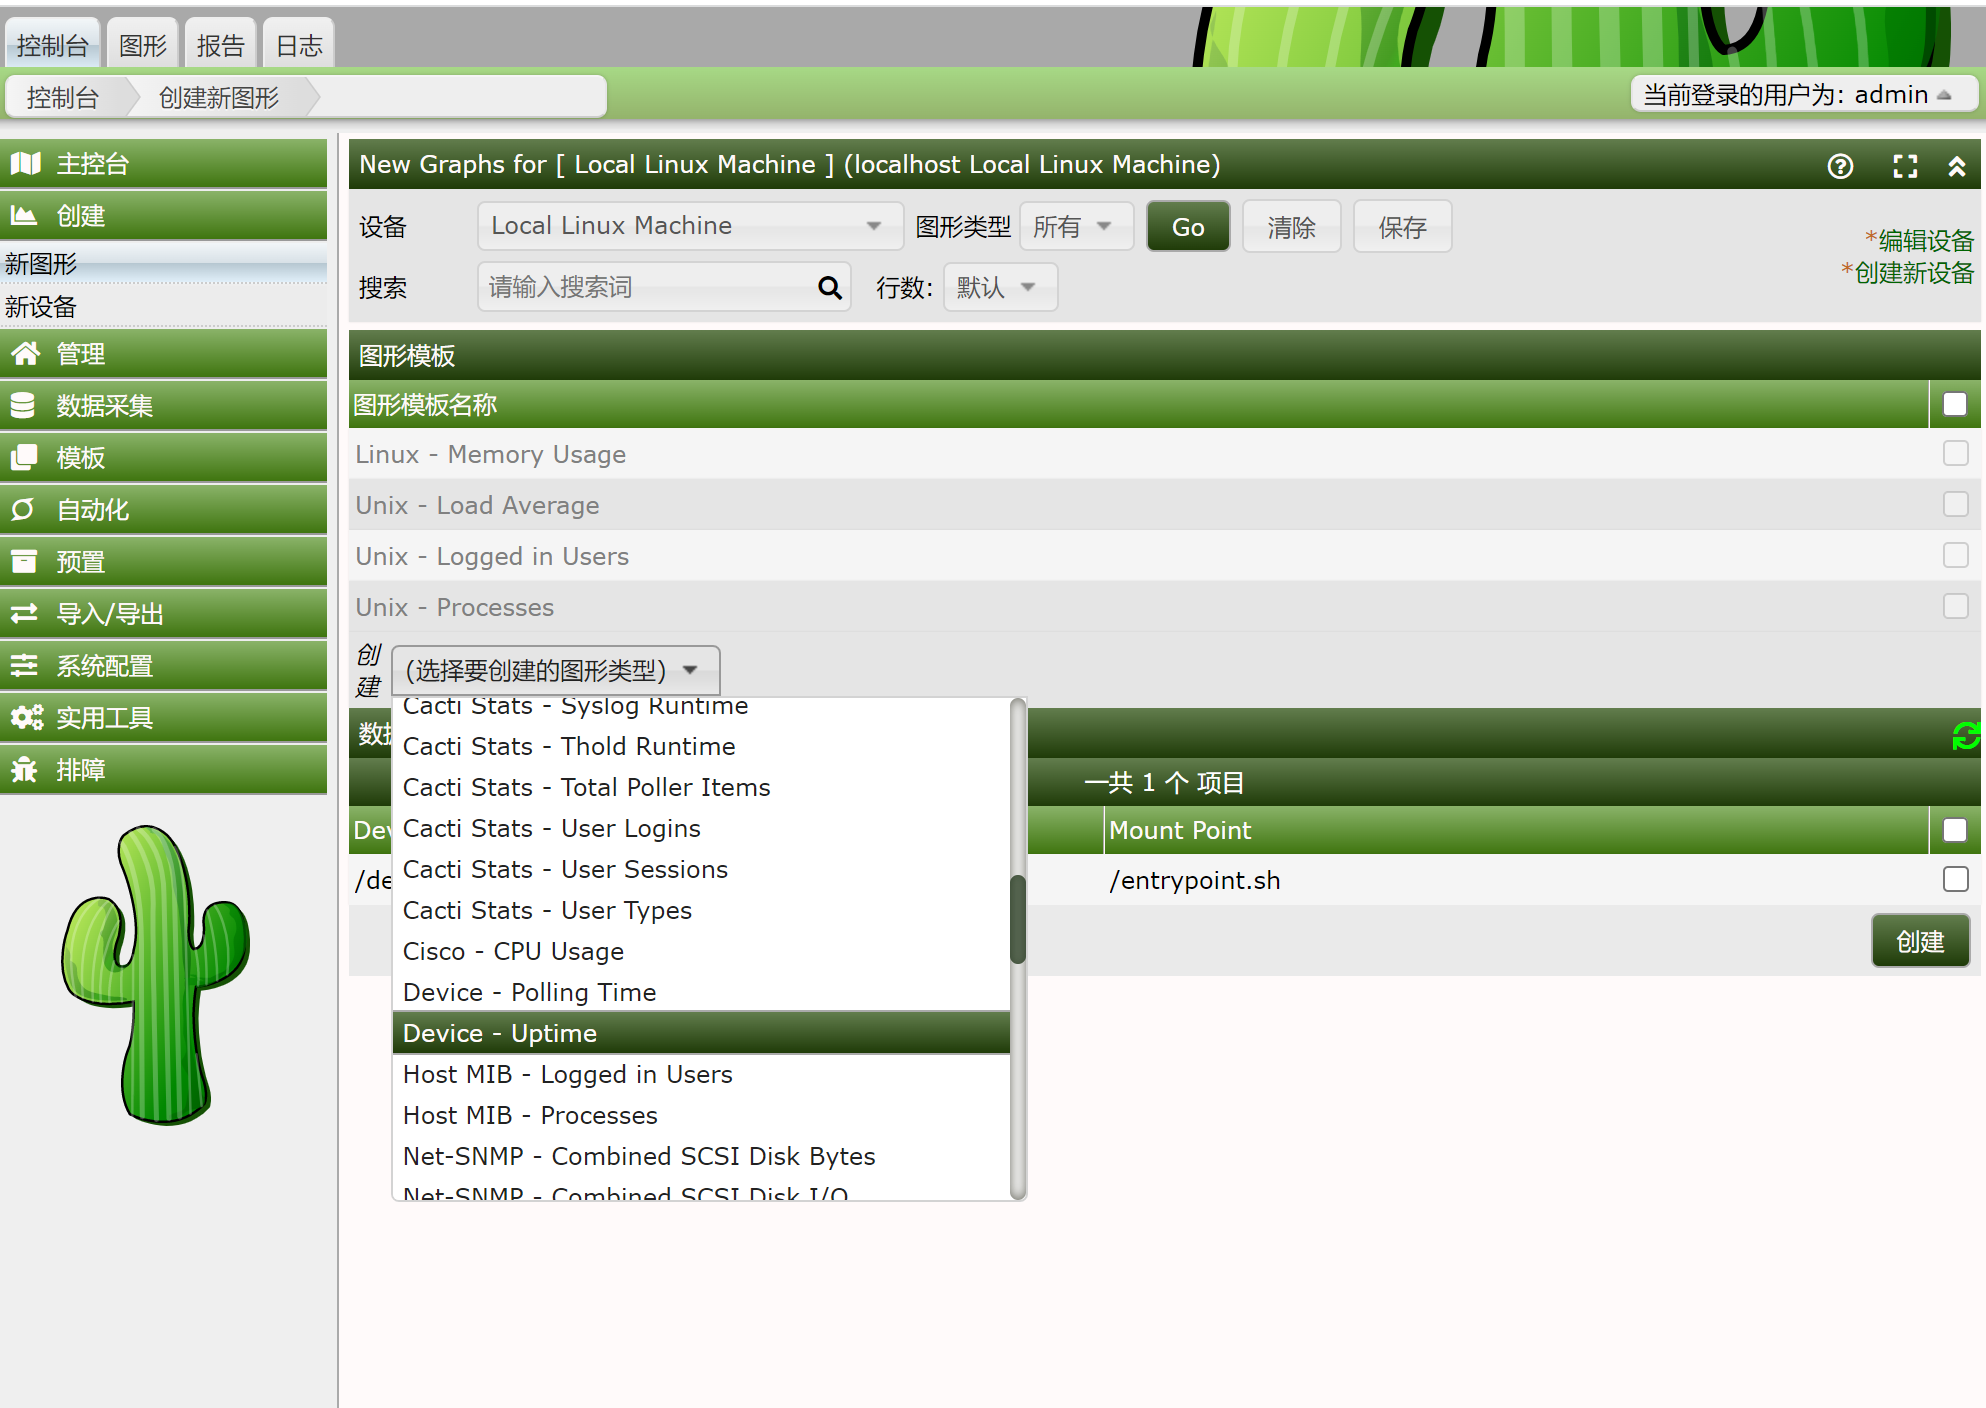 控制台
图形
报告
日志
控制台
创建新图形
当前登录的用户为: admin
主控台
创建
新图形
新设备
管理
数据采集
模板
自动化
预置
导入/导出
系统配置
实用工具
排障
New Graphs for [ Local Linux Machine ] (localhost Local Linux Machine)
设备 Local Linux Machine 图形类型 所有 Go 清除 保存
*编辑设备
*创建新设备
搜索 请输入搜索词 行数: 默认
图形模板
图形模板名称
Linux - Memory Usage
Unix - Load Average
Unix - Logged in Users
Unix - Processes
创建 (选择要创建的图形类型)
Cacti Stats - Syslog Runtime
Cacti Stats - Thold Runtime
Cacti Stats - Total Poller Items
Cacti Stats - User Logins
Cacti Stats - User Sessions
Cacti Stats - User Types
Cisco - CPU Usage
Device - Polling Time
Device - Uptime
Host MIB - Logged in Users
Host MIB - Processes
Net-SNMP - Combined SCSI Disk Bytes
Net-SNMP - Combined SCSI Disk I/O
一共 1 个 项目
Mount Point
/entrypoint.sh
创建